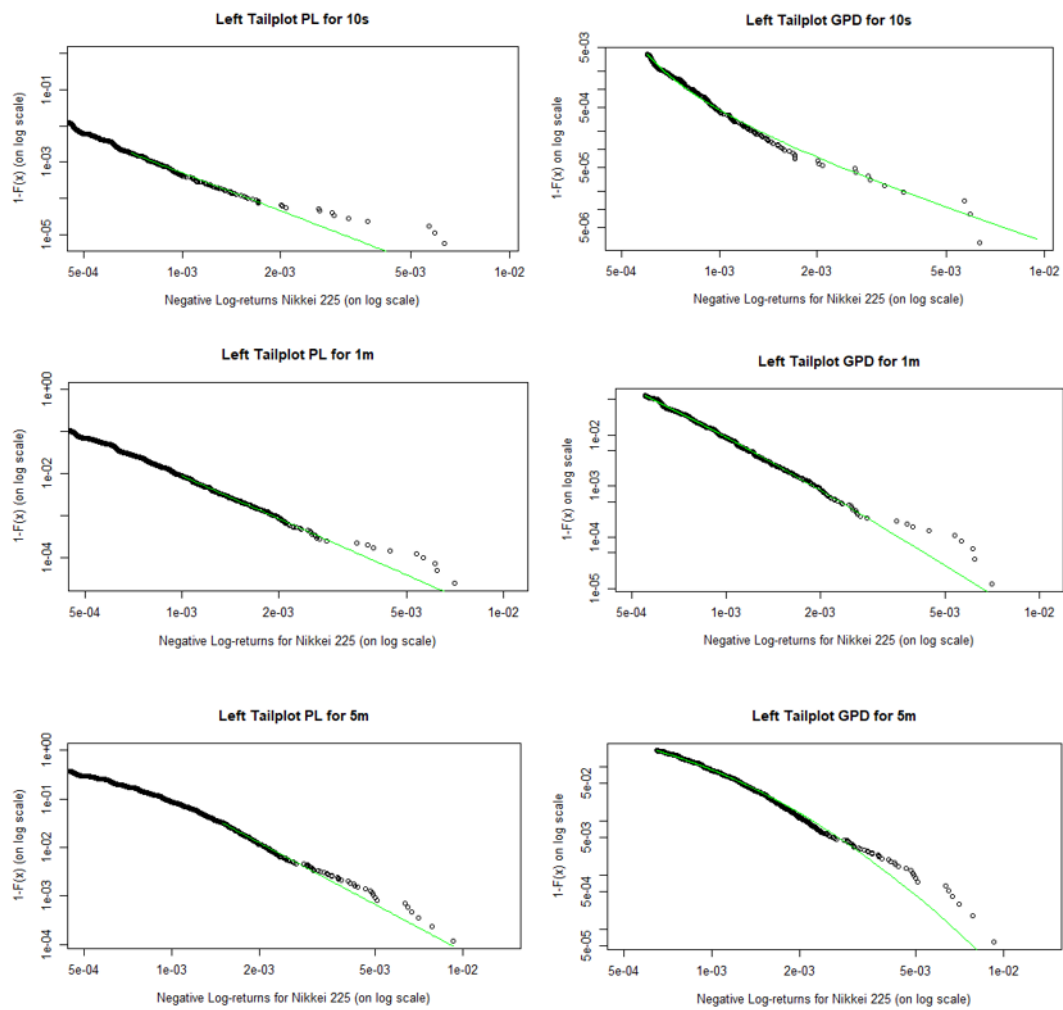 Left Tailplot PL for 10s
1-F(x) (on log scale)
1e-01
1e-03
1e-05
5e-04 1e-03 2e-03 5e-03 1e-02
Negative Log-returns Nikkei 225 (on log scale)
Left Tailplot GPD for 10s
1-F(x) on log scale
5e-03
5e-04
5e-05
5e-06
5e-04 1e-03 2e-03 5e-03 1e-02
Negative Log-returns for Nikkei 225 (on log scale)
Left Tailplot PL for 1m
1-F(x) (on log scale)
1e+00
1e-02
1e-04
5e-04 1e-03 2e-03 5e-03 1e-02
Negative Log-returns for Nikkei 225 (on log scale)
Left Tailplot GPD for 1m
1-F(x) on log scale
1e-02
1e-03
1e-04
1e-05
5e-04 1e-03 2e-03 5e-03 1e-02
Negative Log-returns for Nikkei 225 (on log scale)
Left Tailplot PL for 5m
1-F(x) (on log scale)
1e+00
1e-01
1e-02
1e-03
1e-04
5e-04 1e-03 2e-03 5e-03 1e-02
Negative Log-returns for Nikkei 225 (on log scale)
Left Tailplot GPD for 5m
1-F(x) on log scale
5e-02
5e-03
5e-04
5e-05
5e-04 1e-03 2e-03 5e-03 1e-02
Negative Log-returns for Nikkei 225 (on log scale)